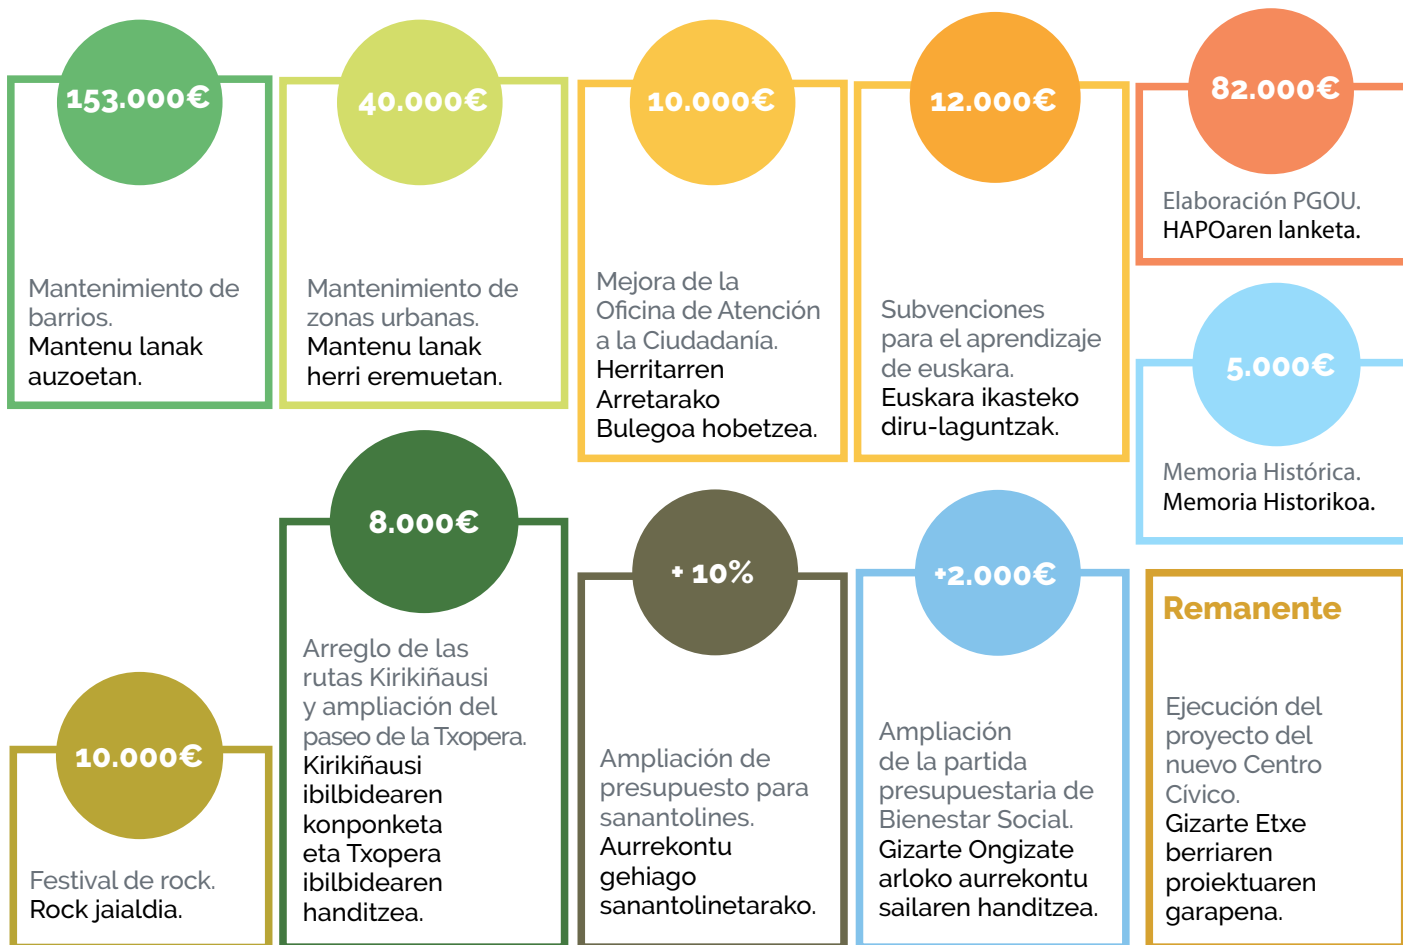 153.000€
Mantenimiento de
barrios.
Mantenu lanak
auzoetan.
40.000€
Mantenimiento de
zonas urbanas.
Mantenu lanak
herri eremuetan.
10.000€
Mejora de la
Oficina de Atención
a la Ciudadanía.
Herritarren
Arretarako
Bulegoa hobetzea.
12.000€
Subvenciones
para el aprendizaje
de euskara.
Euskara ikasteko
diru-laguntzak.
82.000€
Elaboración PGOU.
HAPOaren lanketa.
5.000€
Memoria Histórica.
Memoria Historikoa.
10.000€
Festival de rock.
Rock jaialdia.
8.000€
Arreglo de las
rutas Kirikiñausi
y ampliación del
paseo de la Txopera.
Kirikiñausi
ibilbidearen
konponketa
eta Txopera
ibilbidearen
handitzea.
+ 10%
Ampliación de
presupuesto para
sanantolines.
Aurrekontu
gehiago
sanantolinetarako.
+2.000€
Ampliación
de la partida
presupuestaria de
Bienestar Social.
Gizarte Ongizate
arloko aurrekontu
sailaren handitzea.
Remanente
Ejecución del
proyecto del
nuevo Centro
Cívico.
Gizarte Etxe
berriaren
proiektuaren
garapena.